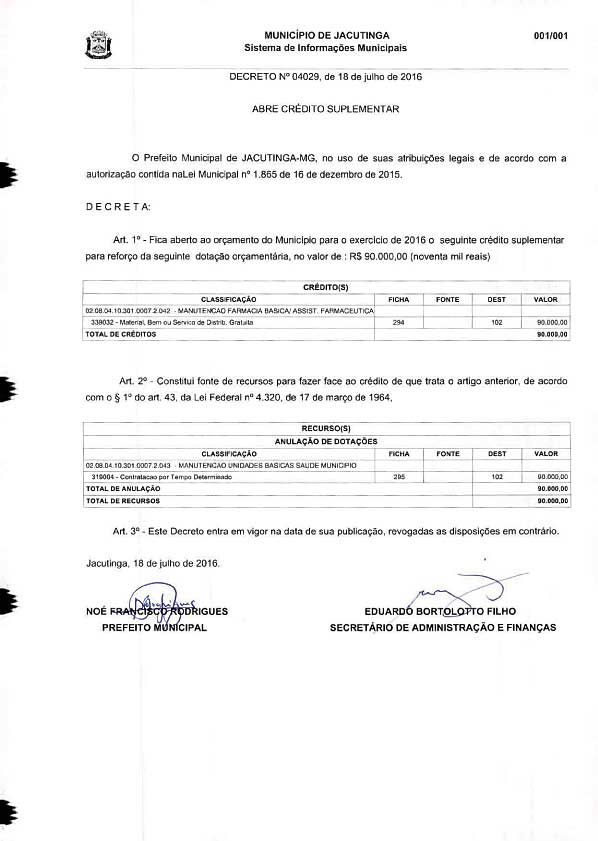 MUNICÍPIO DE JACUTINGA 001/001
Sistema de Informações Municipais
DECRETO Nº 04029, de 18 de julho de 2016
ABRE CRÉDITO SUPLEMENTAR
O Prefeito Municipal de JACUTINGA-MG, no uso de suas atribuições legais e de acordo com a
autorização contida naLei Municipal nº 1.865 de 16 de dezembro de 2015.
D E C R E T A:
Art. 1º - Fica aberto ao orçamento do Município para o exercício de 2016 o seguinte crédito suplementar
para reforço da seguinte dotação orçamentária, no valor de : R$ 90.000,00 (noventa mil reais)
CRÉDITO(S)
CLASSIFICAÇÃO FICHA FONTE DEST VALOR
02.08.04.10.301.0007.2.042 - MANUTENCAO FARMACIA BASICA/ ASSIST. FARMACEUTICA
339032 - Material, Bem ou Servico de Distrib. Gratuita 294 102 90.000,00
TOTAL DE CRÉDITOS 90.000,00
Art. 2º - Constitui fonte de recursos para fazer face ao crédito de que trata o artigo anterior, de acordo
com o § 1º do art. 43, da Lei Federal nº 4.320, de 17 de março de 1964,
RECURSO(S)
ANULAÇÃO DE DOTAÇÕES
CLASSIFICAÇÃO FICHA FONTE DEST VALOR
02.08.04.10.301.0007.2.043 - MANUTENCAO UNIDADES BASICAS SAUDE MUNICIPIO
319004 - Contratacao por Tempo Determinado 295 102 90.000,00
TOTAL DE ANULAÇÃO 90.000,00
TOTAL DE RECURSOS 90.000,00
Art. 3º - Este Decreto entra em vigor na data de sua publicação, revogadas as disposições em contrário.
Jacutinga, 18 de julho de 2016.
NOÉ FRANCISCO RODRIGUES EDUARDO BORTOLOTTO FILHO
PREFEITO MUNICIPAL SECRETÁRIO DE ADMINISTRAÇÃO E FINANÇAS